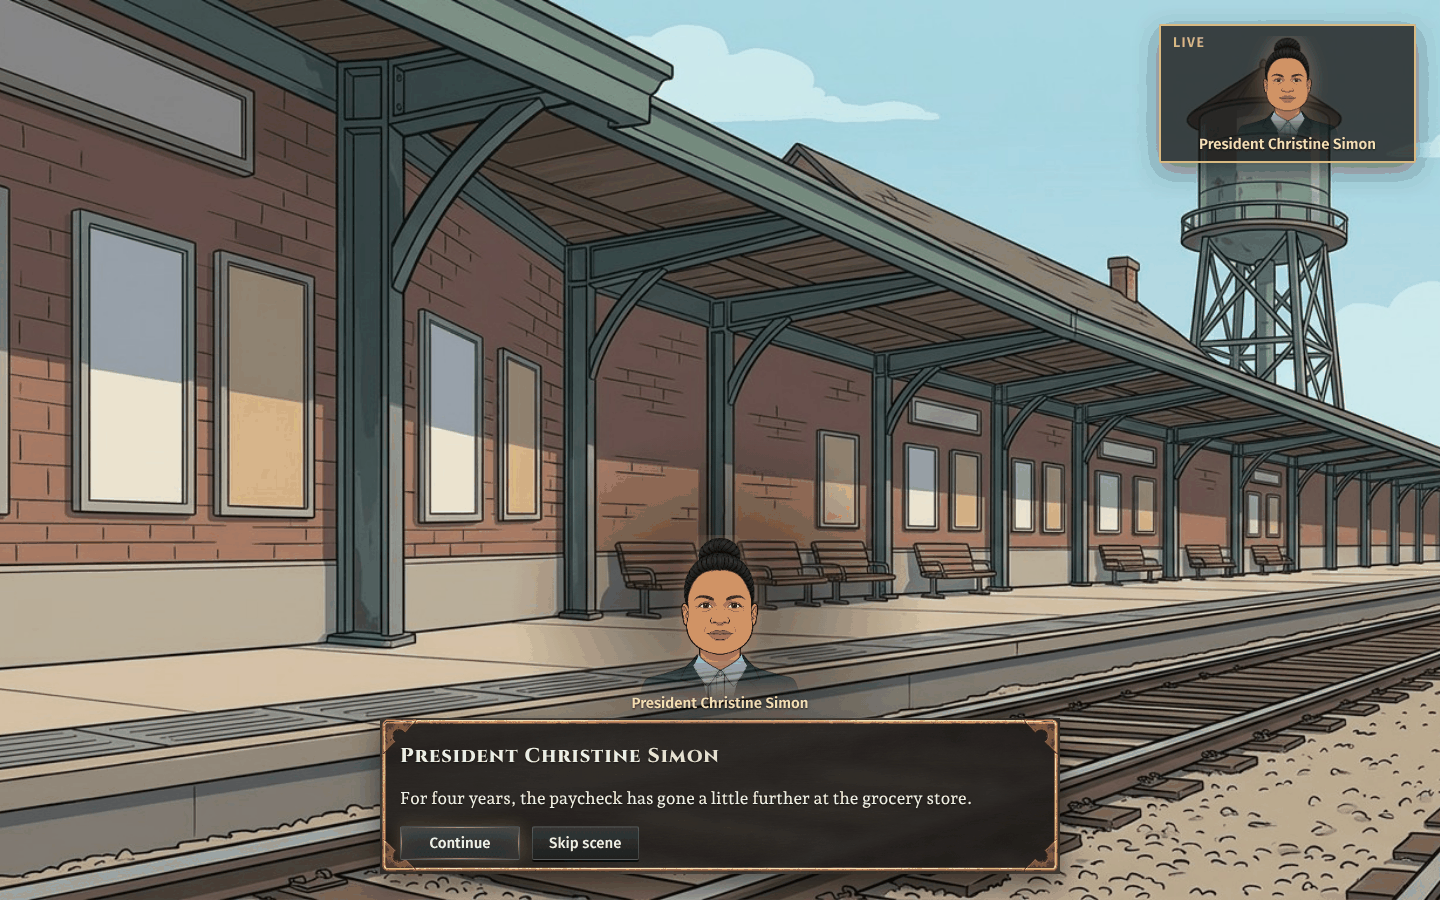 LIVE
President Christine Simon
President Christine Simon
President Christine Simon
For four years, the paycheck has gone a little further at the grocery store.
Continue
Skip scene